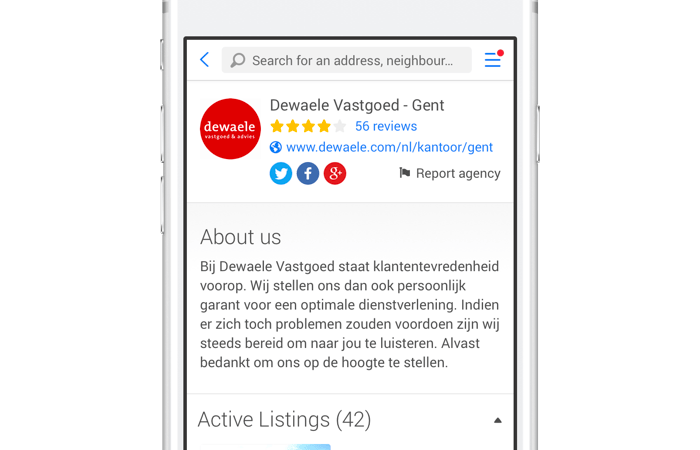 Search for an address, neighbour...
dewaele
vastgoed & advies
Dewaele Vastgoed - Gent
56 reviews
www.dewaele.com/nl/kantoor/gent
Report agency
About us
Bij Dewaele Vastgoed staat klantentevredenheid
voorop. Wij stellen ons dan ook persoonlijk
garant voor een optimale dienstverlening. Indien
er zich toch problemen zouden voordoen zijn wij
steeds bereid om naar jou te luisteren. Alvast
bedankt om ons op de hoogte te stellen.
Active Listings (42)